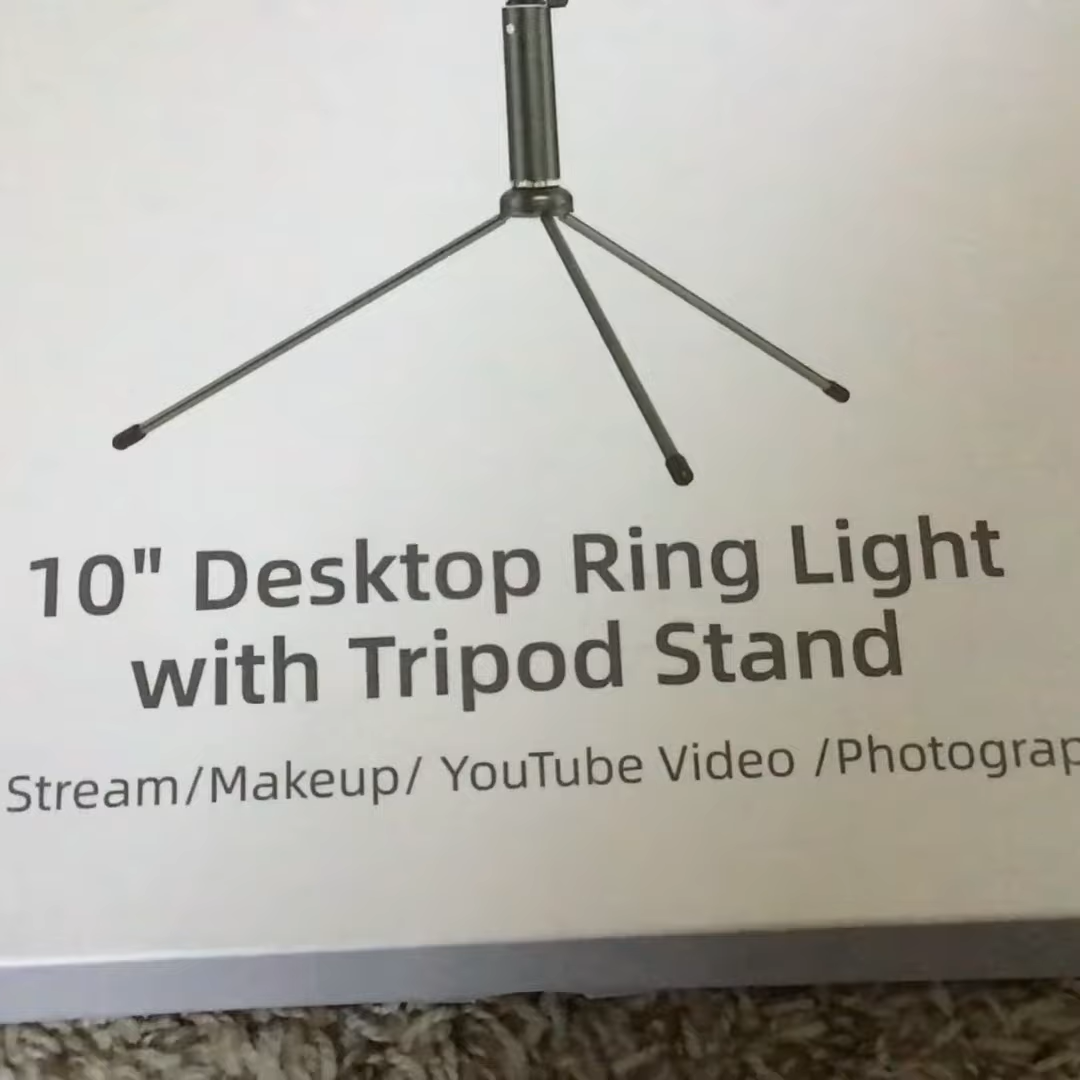 10" Desktop Ring Light
with Tripod Stand
Stream/Makeup/ YouTube Video /Photograp